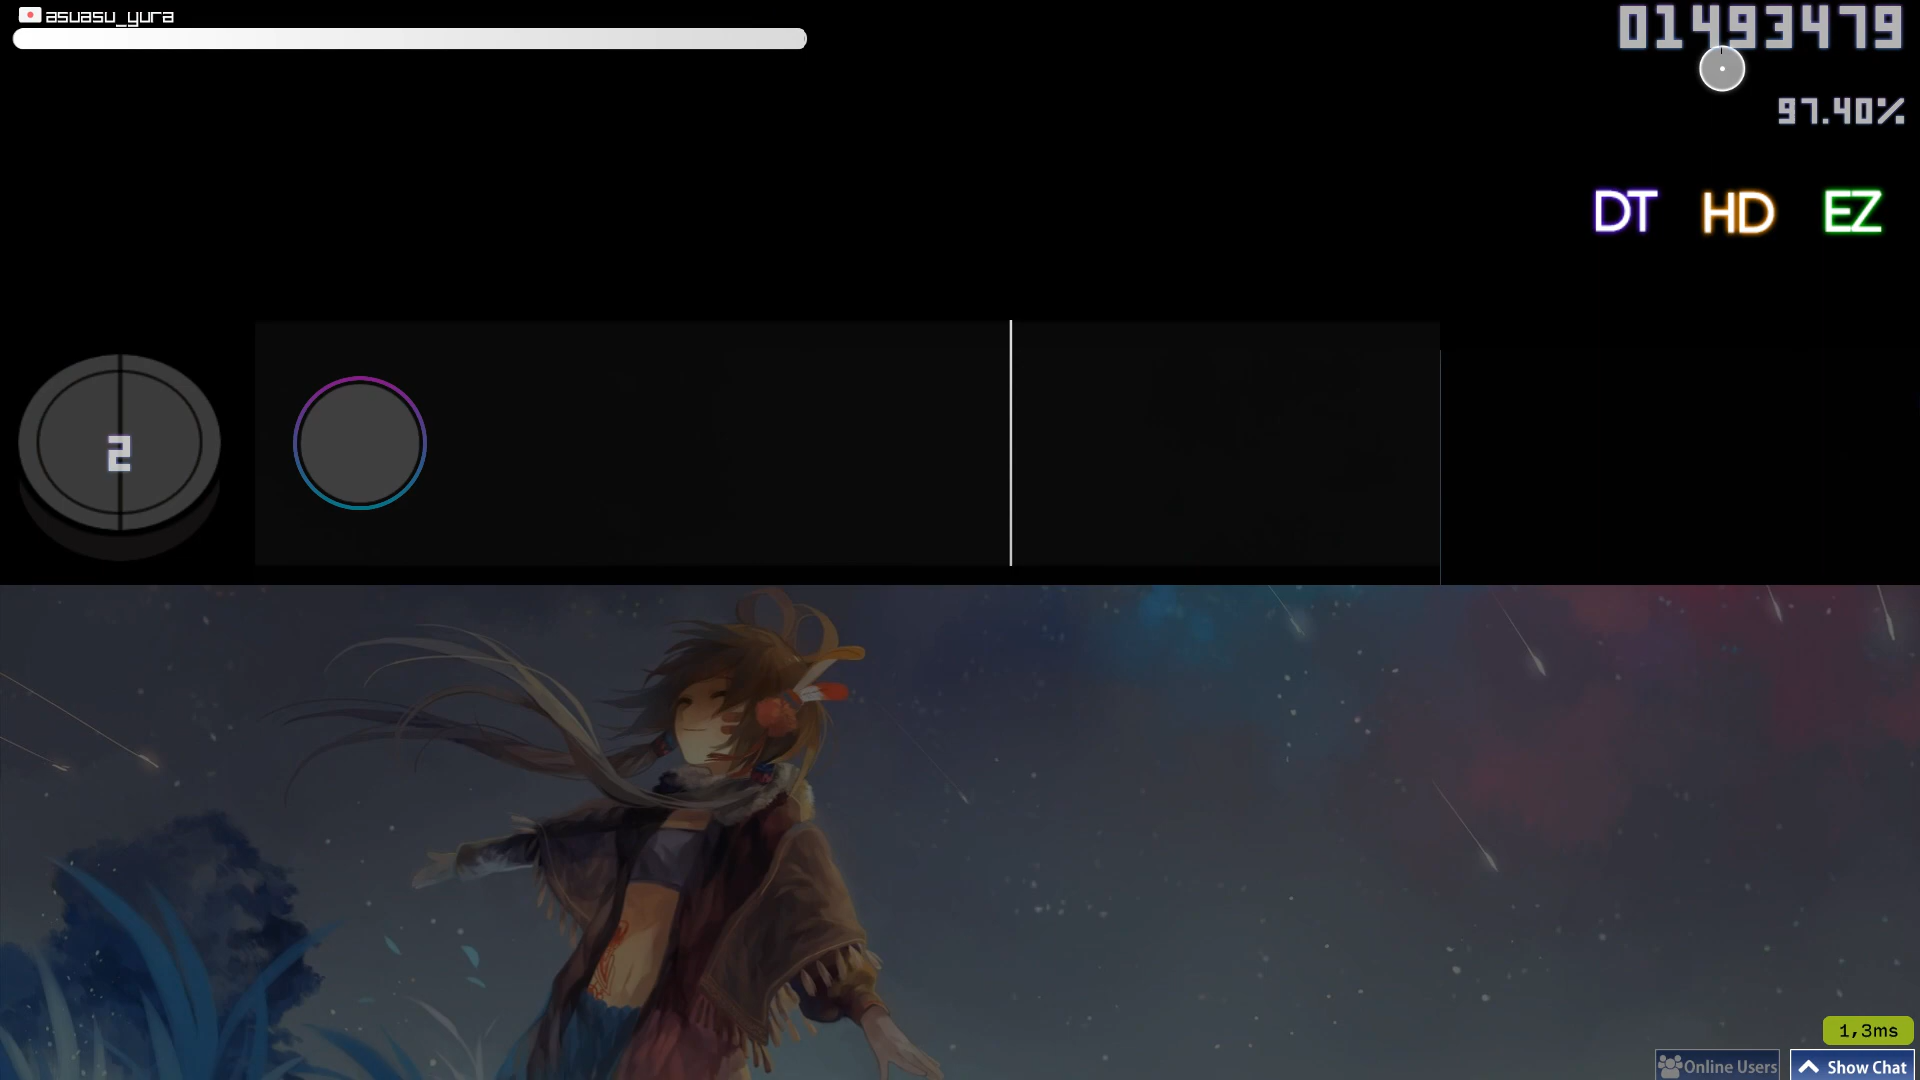 asuasu_yura
01493479
97.40%
DT HD EZ
2
1,3ms
Online Users
Show Chat